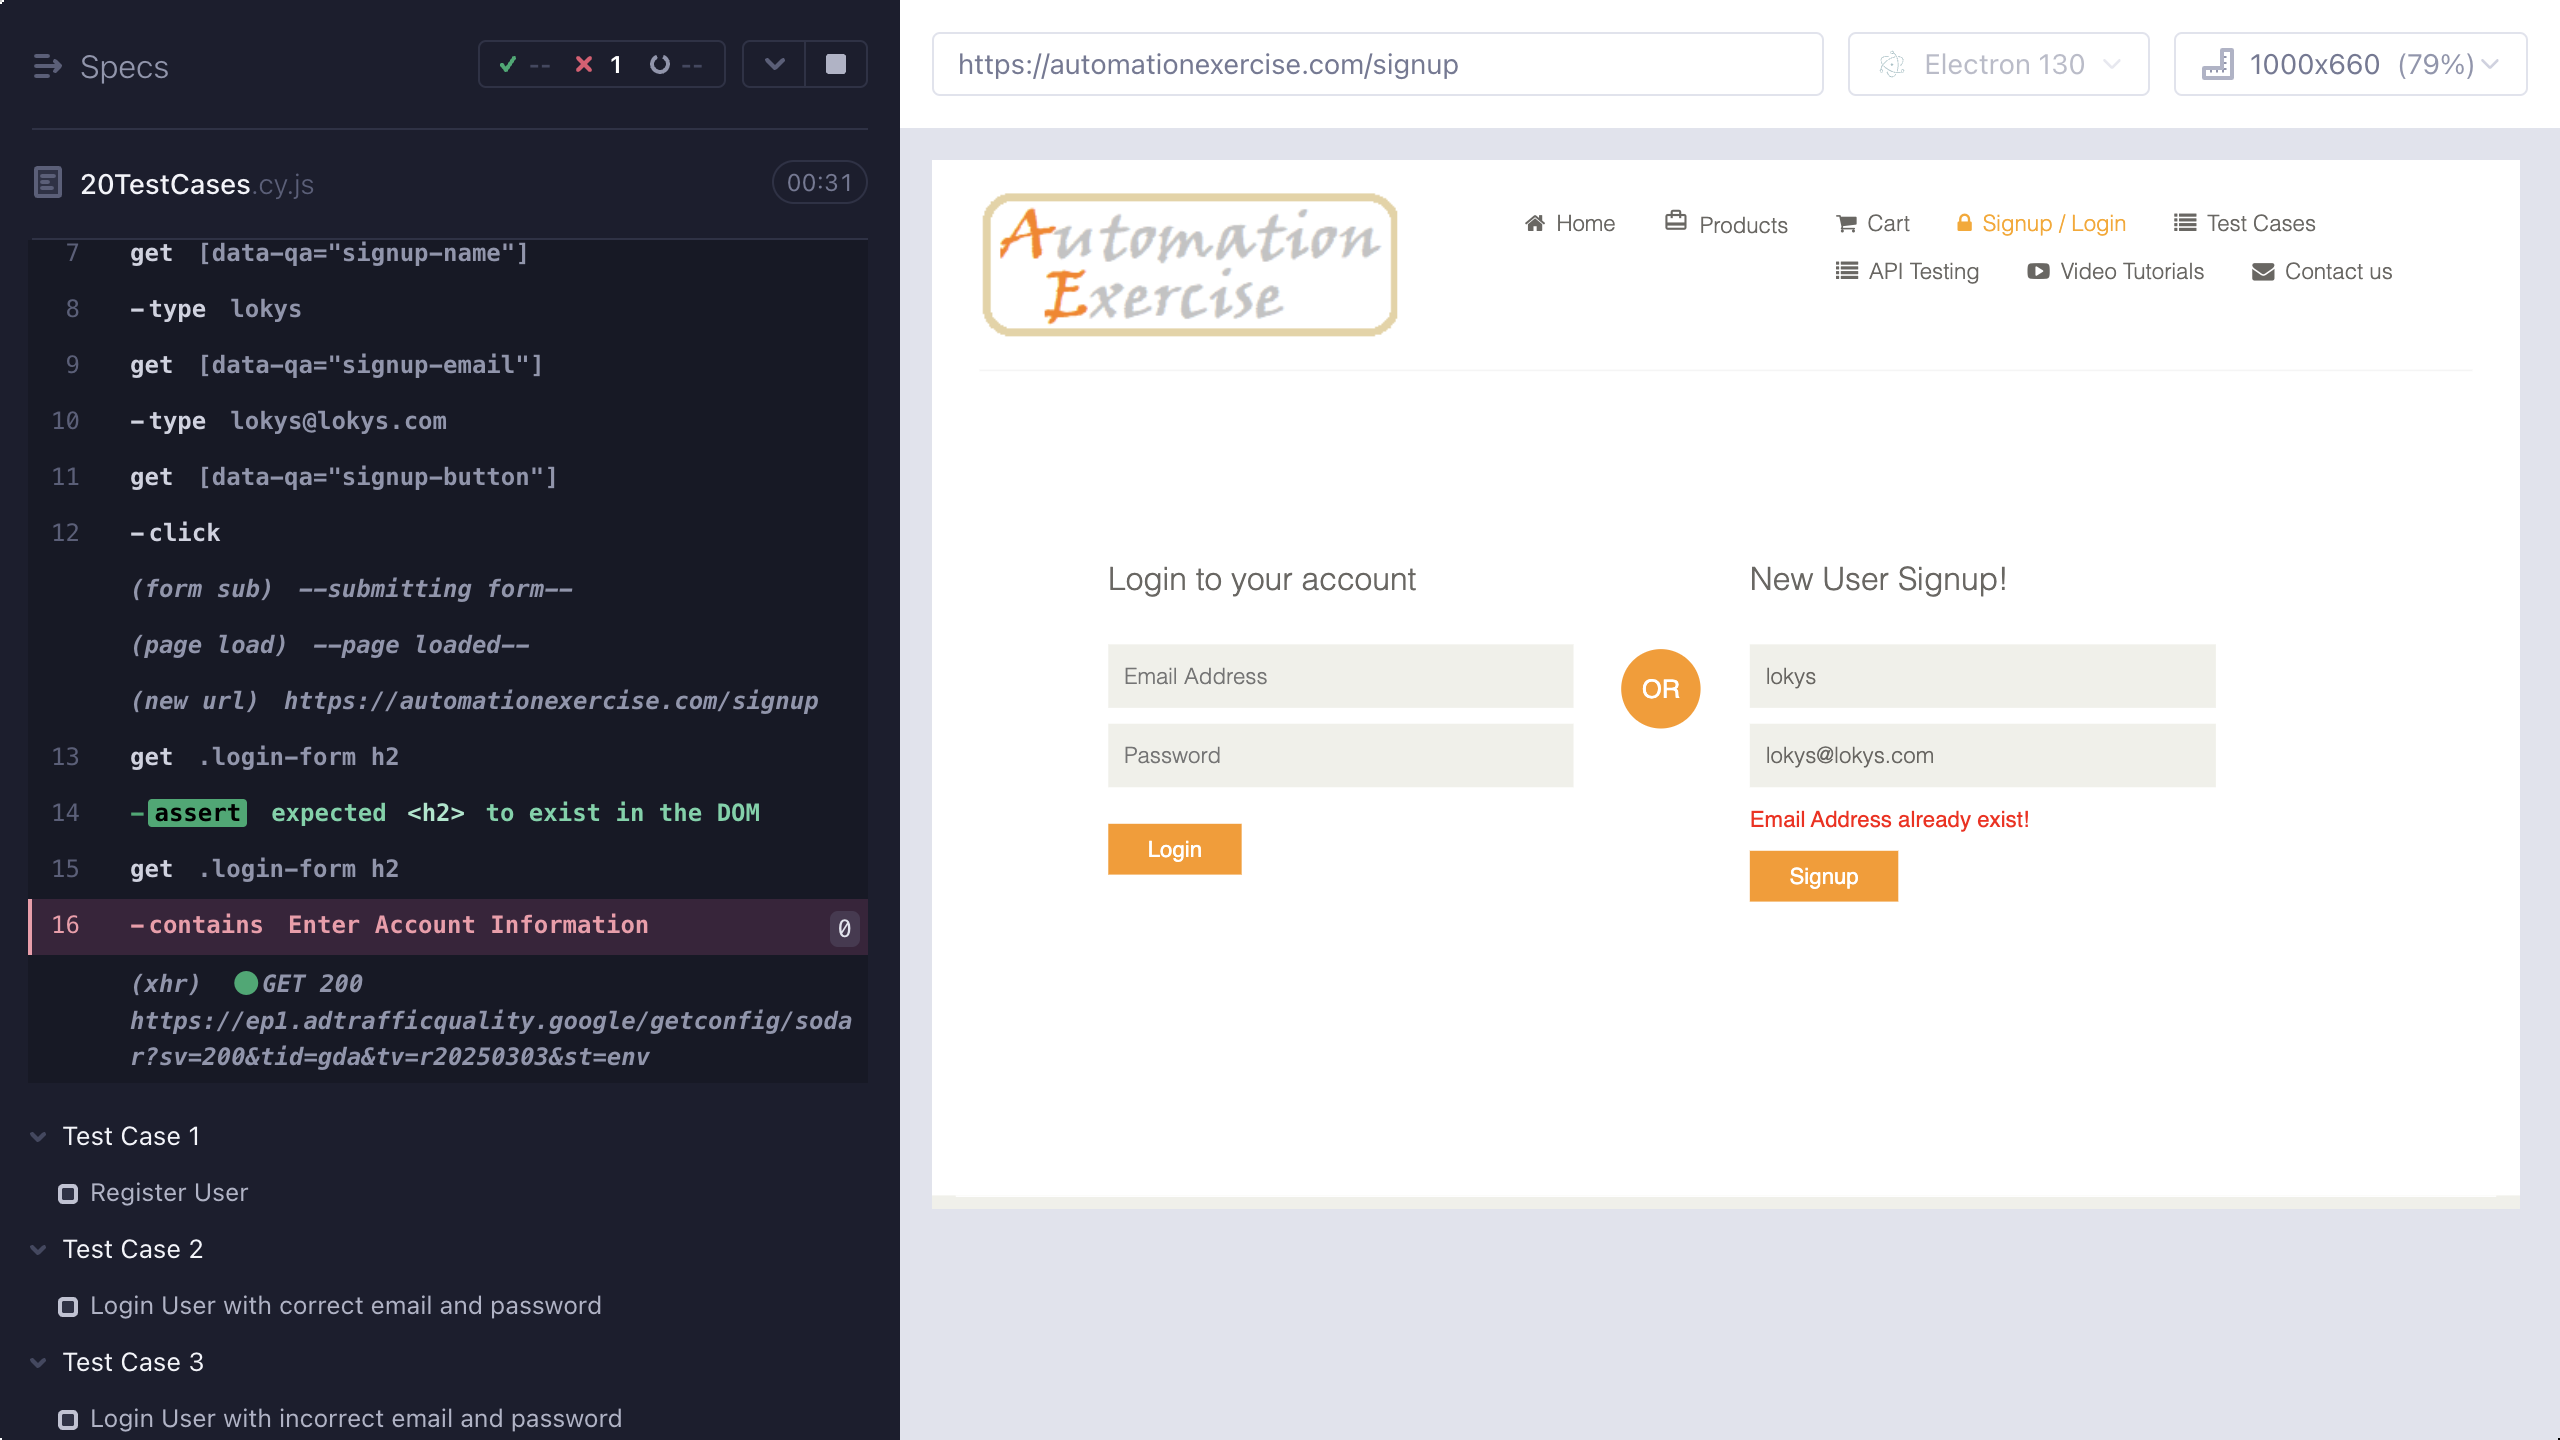 Specs
-- 1 --
20TestCases.cy.js 00:31
7 get [data-qa="signup-name"]
8 -type lokys
9 get [data-qa="signup-email"]
10 -type lokys@lokys.com
11 get [data-qa="signup-button"]
12 -click
(form sub) --submitting form--
(page load) --page loaded--
(new url) https://automationexercise.com/signup
13 get .login-form h2
14 -assert expected <h2> to exist in the DOM
15 get .login-form h2
16 -contains Enter Account Information 0
(xhr) GET 200
https://ep1.adtrafficquality.google/getconfig/soda
r?sv=200&tid=gda&tv=r20250303&st=env
Test Case 1
Register User
Test Case 2
Login User with correct email and password
Test Case 3
Login User with incorrect email and password
https://automationexercise.com/signup
Electron 130
1000x660 (79%)
Automation
Exercise
Home Products Cart Signup / Login Test Cases
API Testing Video Tutorials Contact us
Login to your account
Email Address
Password
Login
OR
New User Signup!
lokys
lokys@lokys.com
Email Address already exist!
Signup